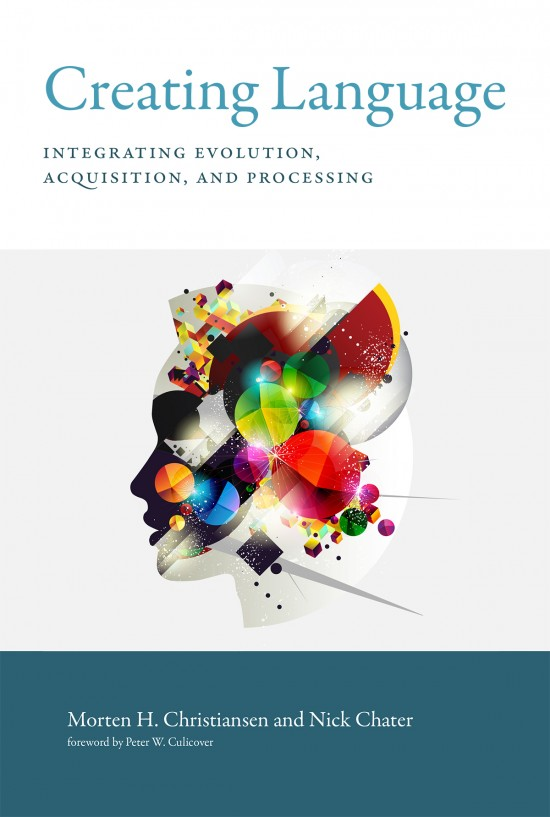 Creating Language
INTEGRATING EVOLUTION,
ACQUISITION, AND PROCESSING
Morten H. Christiansen and Nick Chater
foreword by Peter W. Culicover